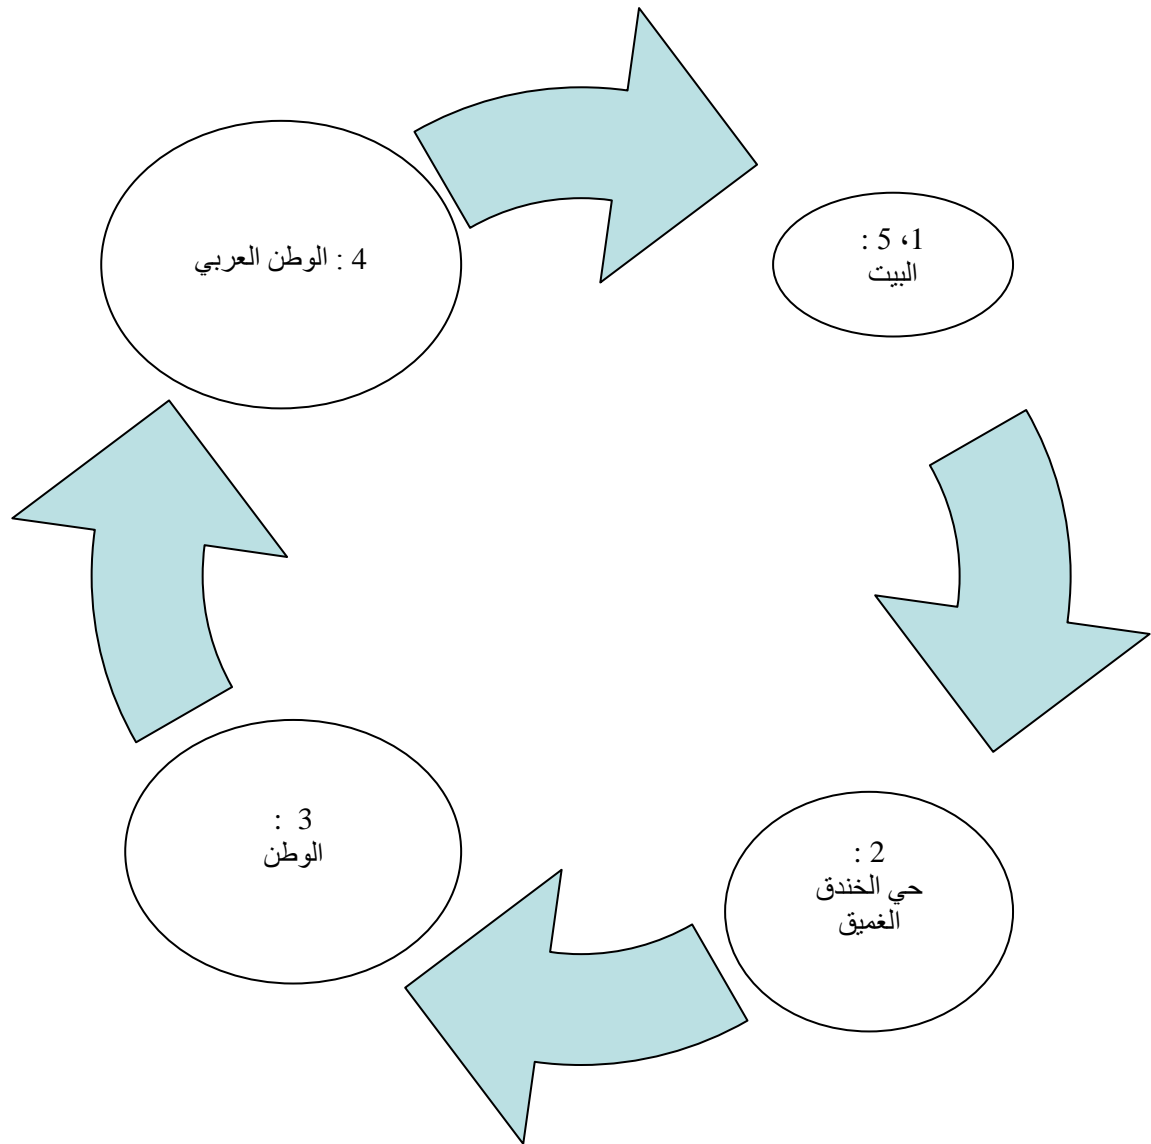 1، 5 :
البيت
2 :
حي الخندق
الغميق
3 :
الوطن
4 : الوطن العربي